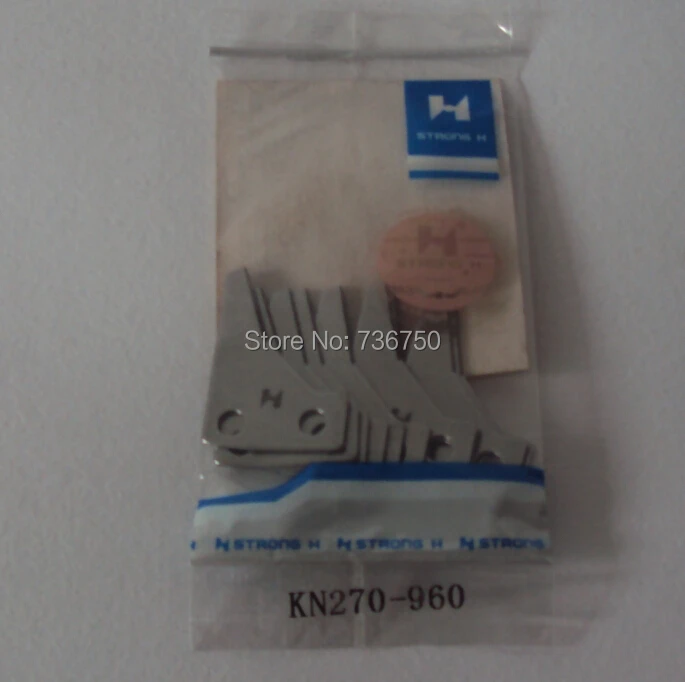 STRONG H
STRONG H
Store No: 736750
H
STRONG H STRONG H STRONG H
KN270-960